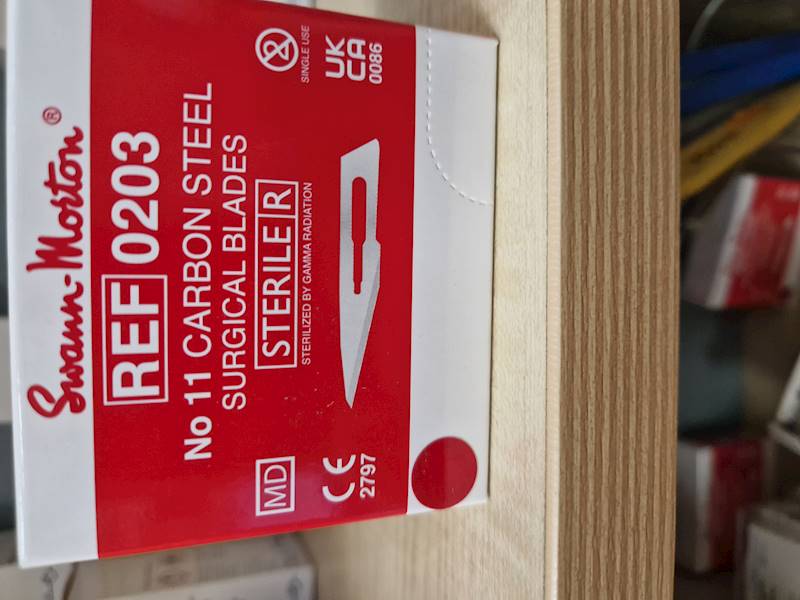 Swann-Morton®
REF 0203
No 11 CARBON STEEL
SURGICAL BLADES
STERILE R
STERILIZED BY GAMMA RADIATION
MD
CE
2797
2
SINGLE USE
UK
CA
0086